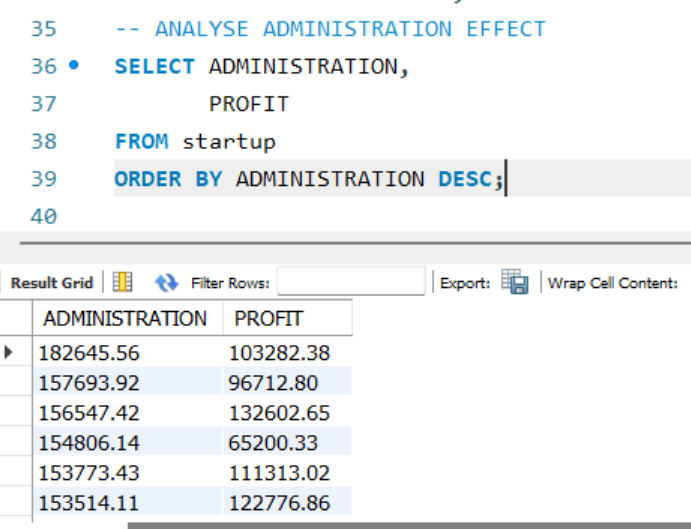 35 -- ANALYSE ADMINISTRATION EFFECT
36 SELECT ADMINISTRATION,
37 PROFIT
38 FROM startup
39 ORDER BY ADMINISTRATION DESC;
40
Result Grid Filter Rows: Export: Wrap Cell Content:
ADMINISTRATION PROFIT
182645.56 103282.38
157693.92 96712.80
156547.42 132602.65
154806.14 65200.33
153773.43 111313.02
153514.11 122776.86